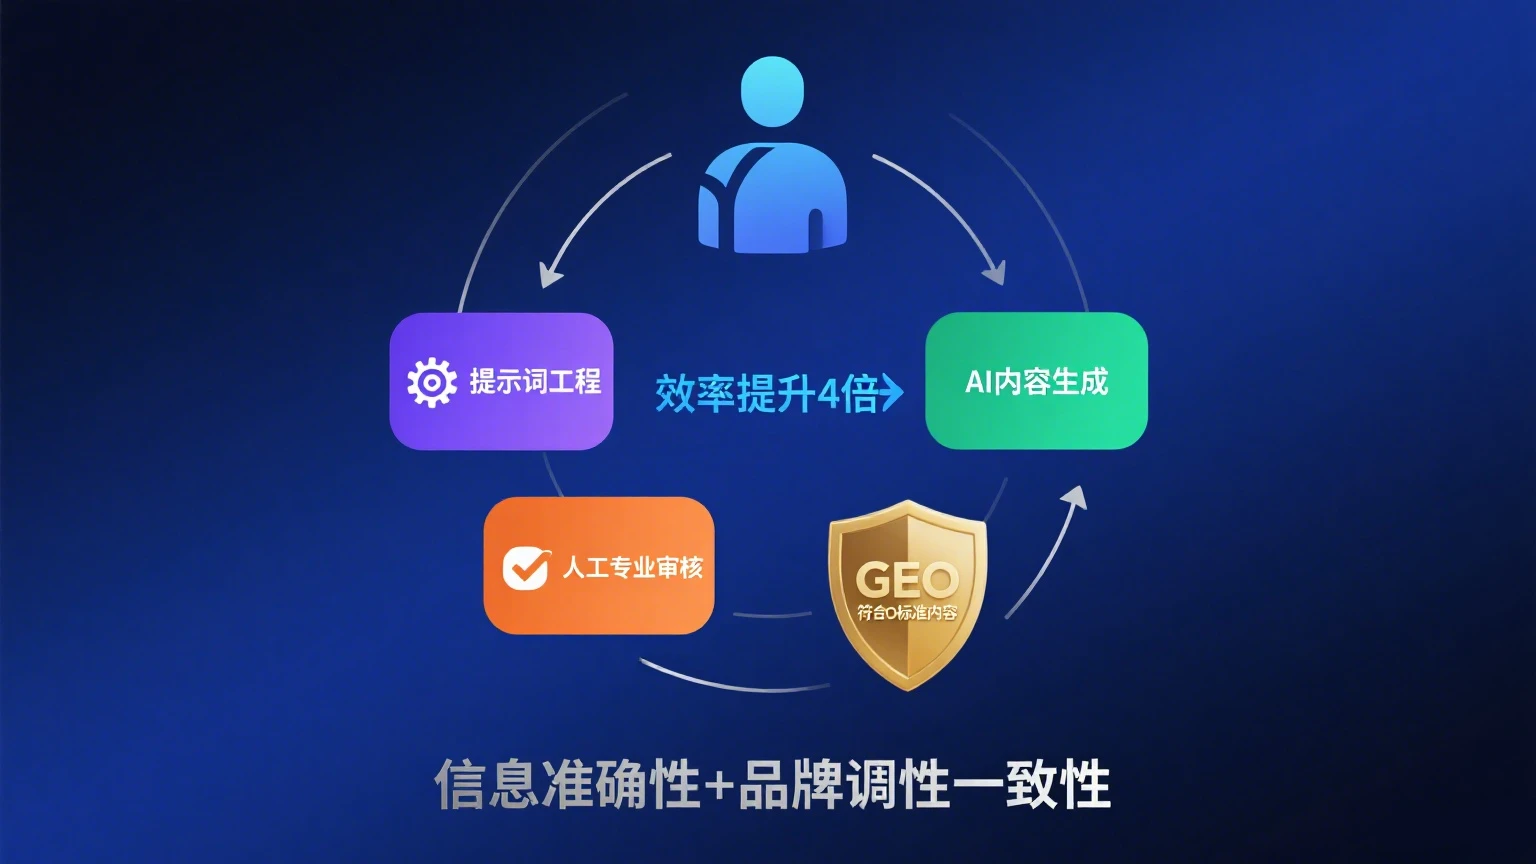 提示词工程
效率提升4倍
AI内容生成
人工专业审核
GEO
符合O标准内容
信息准确性+品牌调性一致性